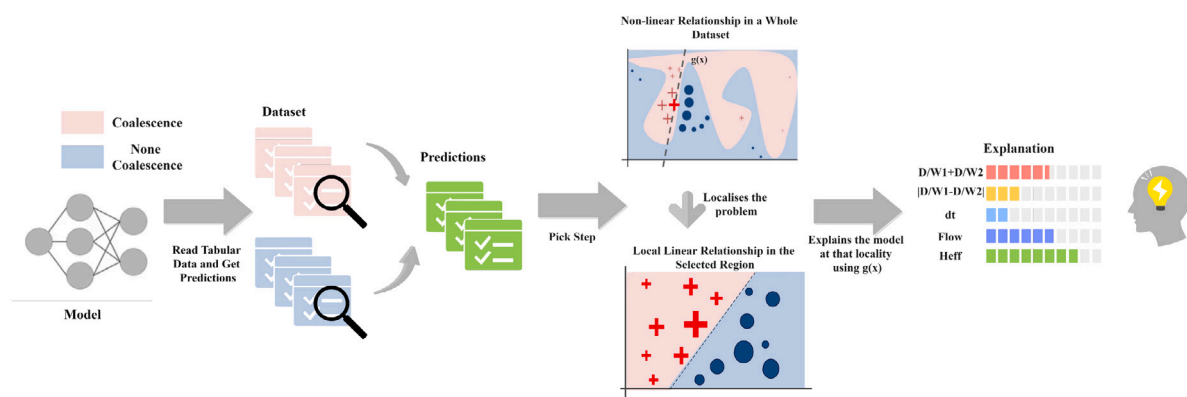 Coalescence
None
Coalescence
Model
Read Tabular
Data and Get
Predictions
Dataset
Predictions
Pick Step
Non-linear Relationship in a Whole
Dataset
g(x)
Localises the
problem
Local Linear Relationship in the
Selected Region
Explains the model
at that locality
using g(x)
Explanation
D/W1+D/W2
|D/W1-D/W2|
dt
Flow
Heff